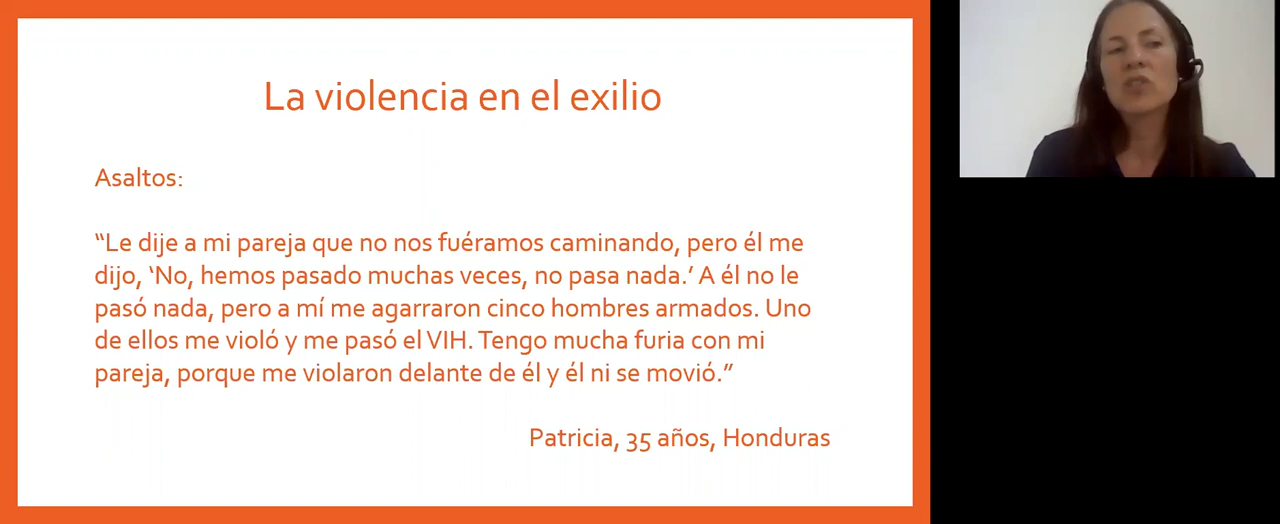 La violencia en el exilio
Asaltos:
“Le dije a mi pareja que no nos fuéramos caminando, pero él me
dijo, ‘No, hemos pasado muchas veces, no pasa nada.’ A él no le
pasó nada, pero a mí me agarraron cinco hombres armados. Uno
de ellos me violó y me pasó el VIH. Tengo mucha furia con mi
pareja, porque me violaron delante de él y él ni se movió.”
Patricia, 35 años, Honduras